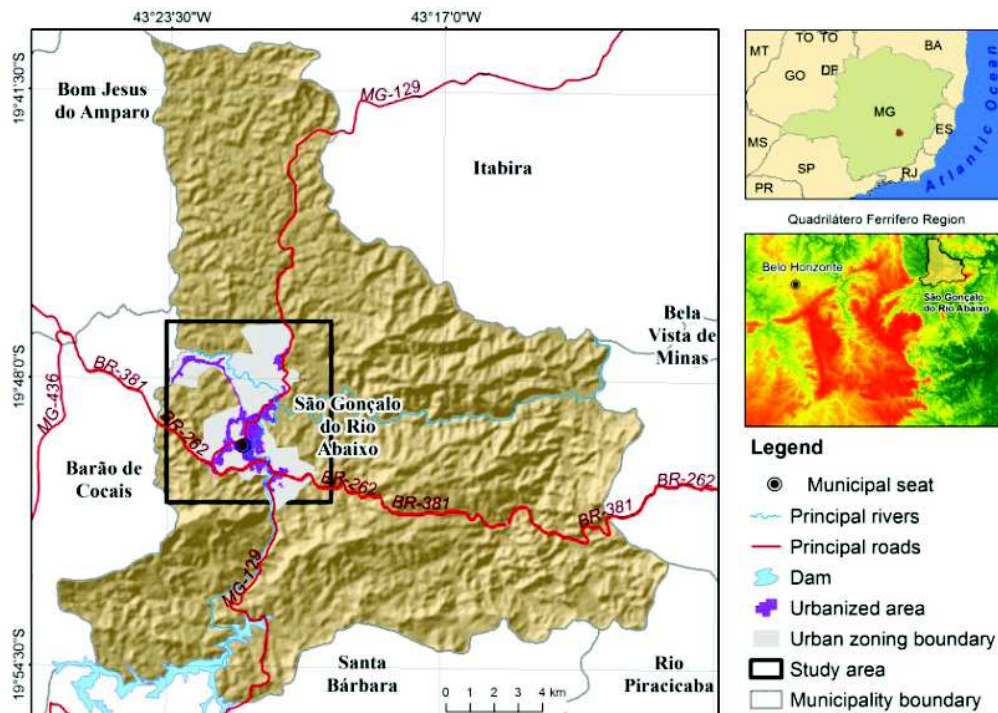 43°23'30"W
43°17'0"W
19°41'30"S
19°48'0"S
19°54'30"S
Bom Jesus
do Amparo
MG-129
Itabira
Bela
Vista de
Minas
BR-381
MG-436
BR-262
São Gonçalo
do Rio
Abaixo
Barão de
Cocais
BR-262
BR-381
BR-381
BR-262
MG-129
Santa
Bárbara
Rio
Piracicaba
0 1 2 3 4 km
MT
TO
TO
BA
GO
DF
MG
ES
MS
SP
RJ
PR
Atlantic Ocean
Quadrilátero Ferrífero Region
Belo Horizonte
São Gonçalo
do Rio Abaixo
Legend
Municipal seat
Principal rivers
Principal roads
Dam
Urbanized area
Urban zoning boundary
Study area
Municipality boundary